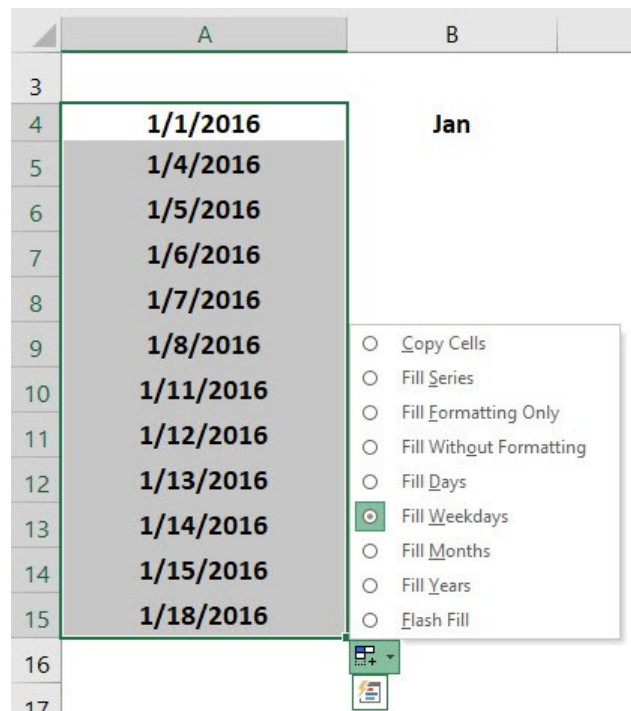 A B
3
4 1/1/2016 Jan
5 1/4/2016
6 1/5/2016
7 1/6/2016
8 1/7/2016
9 1/8/2016 Copy Cells
10 1/11/2016 Fill Series
Fill Formatting Only
11 1/12/2016 Fill Without Formatting
12 1/13/2016 Fill Days
13 1/14/2016 Fill Weekdays
14 1/15/2016 Fill Months
Fill Years
15 1/18/2016 Flash Fill
16
17